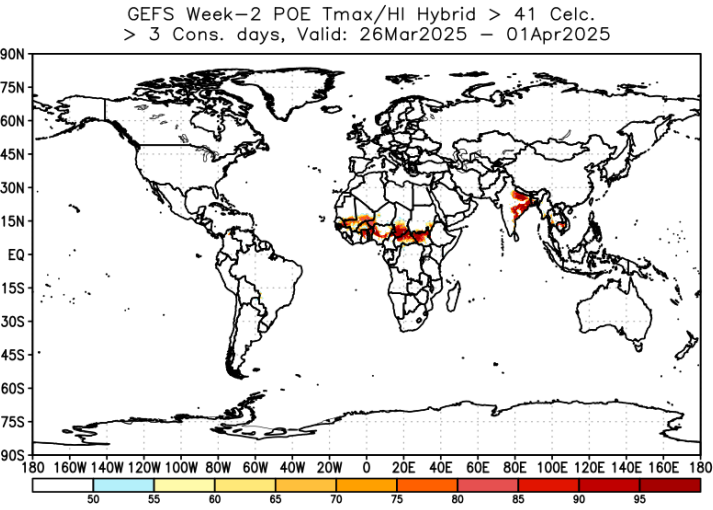 GEFS Week-2 POE Tmax/HI Hybrid > 41 Celc.
> 3 Cons. days, Valid: 26Mar2025 - 01Apr2025
90N
75N
60N
45N
30N
15N
EQ
15S
30S
45S
60S
75S
90S
180 160W 140W 120W 100W 80W 60W 40W 20W 0 20E 40E 60E 80E 100E 120E 140E 160E 180
50 55 60 65 70 75 80 85 90 95